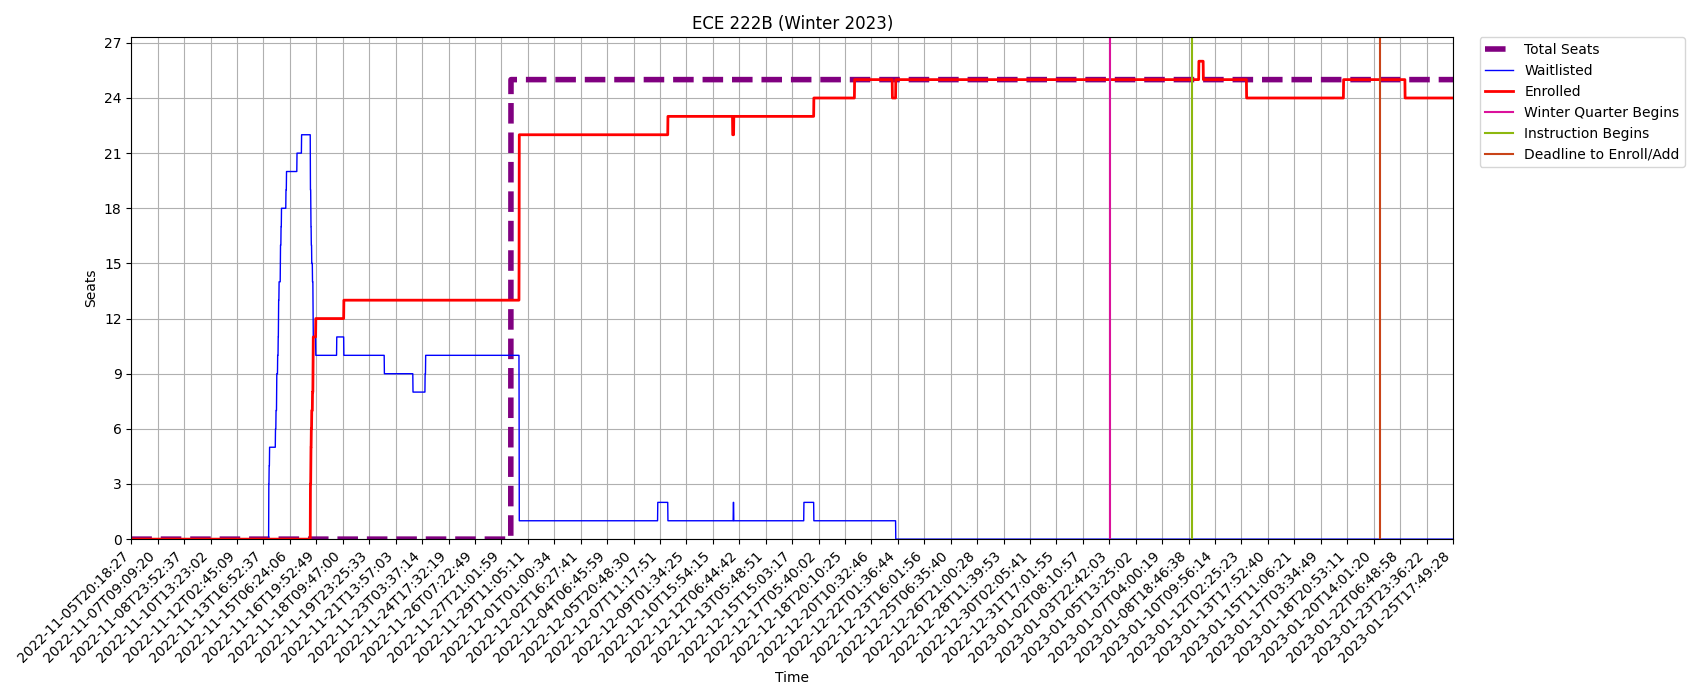 ECE 222B (Winter 2023)
27
24
21
18
15
12
9
6
3
0
Seats
Total Seats
Waitlisted
Enrolled
Winter Quarter Begins
Instruction Begins
Deadline to Enroll/Add
2022-11-05T20:18:27
2022-11-07T09:09:20
2022-11-08T23:52:37
2022-11-10T13:23:02
2022-11-12T02:45:09
2022-11-13T16:52:37
2022-11-15T06:24:06
2022-11-16T19:52:49
2022-11-18T09:47:00
2022-11-19T23:25:33
2022-11-21T13:57:03
2022-11-23T03:37:14
2022-11-24T17:32:19
2022-11-26T07:22:49
2022-11-27T21:01:59
2022-11-29T11:05:11
2022-12-01T01:00:34
2022-12-02T16:27:41
2022-12-04T06:45:59
2022-12-05T20:48:30
2022-12-07T11:17:51
2022-12-09T01:34:25
2022-12-10T15:54:15
2022-12-12T06:44:42
2022-12-13T05:48:51
2022-12-15T15:03:17
2022-12-17T05:40:02
2022-12-18T20:10:25
2022-12-20T10:32:46
2022-12-22T01:36:44
2022-12-23T16:01:56
2022-12-25T06:35:40
2022-12-26T21:00:28
2022-12-28T11:39:53
2022-12-30T02:05:41
2022-12-31T17:01:55
2023-01-02T08:10:57
2023-01-03T22:42:03
2023-01-05T13:25:02
2023-01-07T04:00:19
2023-01-08T18:46:38
2023-01-10T09:56:14
2023-01-12T02:25:23
2023-01-13T17:52:40
2023-01-15T11:06:21
2023-01-17T03:34:49
2023-01-18T20:53:11
2023-01-20T14:01:20
2023-01-22T06:48:58
2023-01-23T23:36:22
2023-01-25T17:49:28
Time